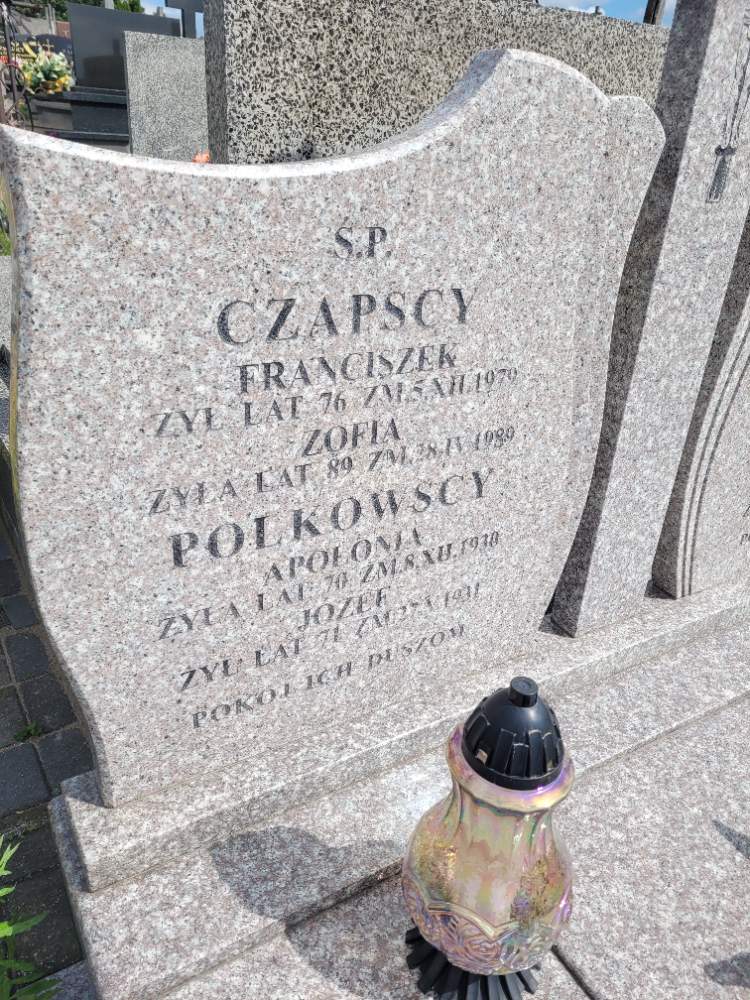 Ś.P.
CZAPSCY
FRANCISZEK
ŻYŁ LAT 76 ZM.5.XII.1979
ZOFIA
ŻYŁA LAT 89 ZM.28.IV.1989
POLKOWSCY
APOLONIA
ŻYŁA LAT 70 ZM.8.XII.1930
JÓZEF
ŻYŁ LAT 71 ZM.
POKÓJ ICH DUSZOM